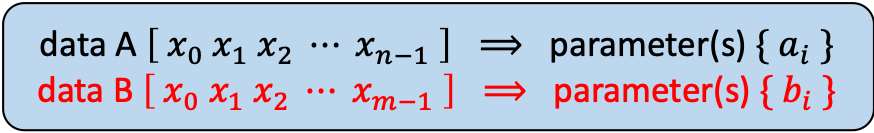 data A [ x₀ x₁ x₂ ⋯ xₙ₋₁ ] ⟹ parameter(s) { aᵢ }
data B [ x₀ x₁ x₂ ⋯ xₘ₋₁ ] ⟹ parameter(s) { bᵢ }